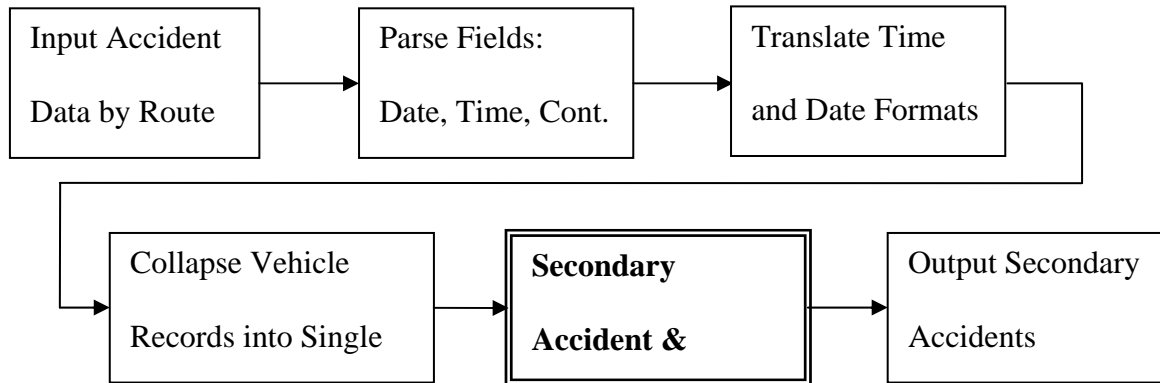 Input Accident
Data by Route
Parse Fields:
Date, Time, Cont.
Translate Time
and Date Formats
Collapse Vehicle
Records into Single
Secondary
Accident &
Output Secondary
Accidents